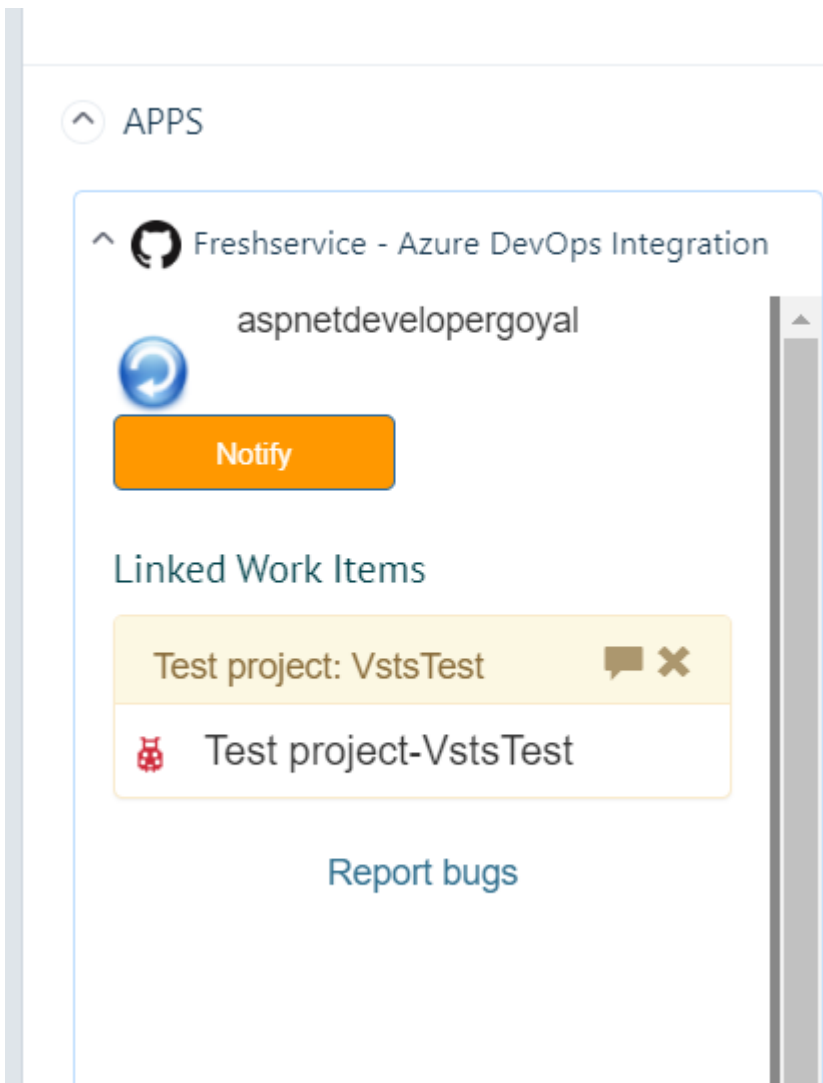 APPS
Freshservice - Azure DevOps Integration
aspnetdevelopergoyal
Notify
Linked Work Items
Test project: VstsTest
Test project-VstsTest
Report bugs